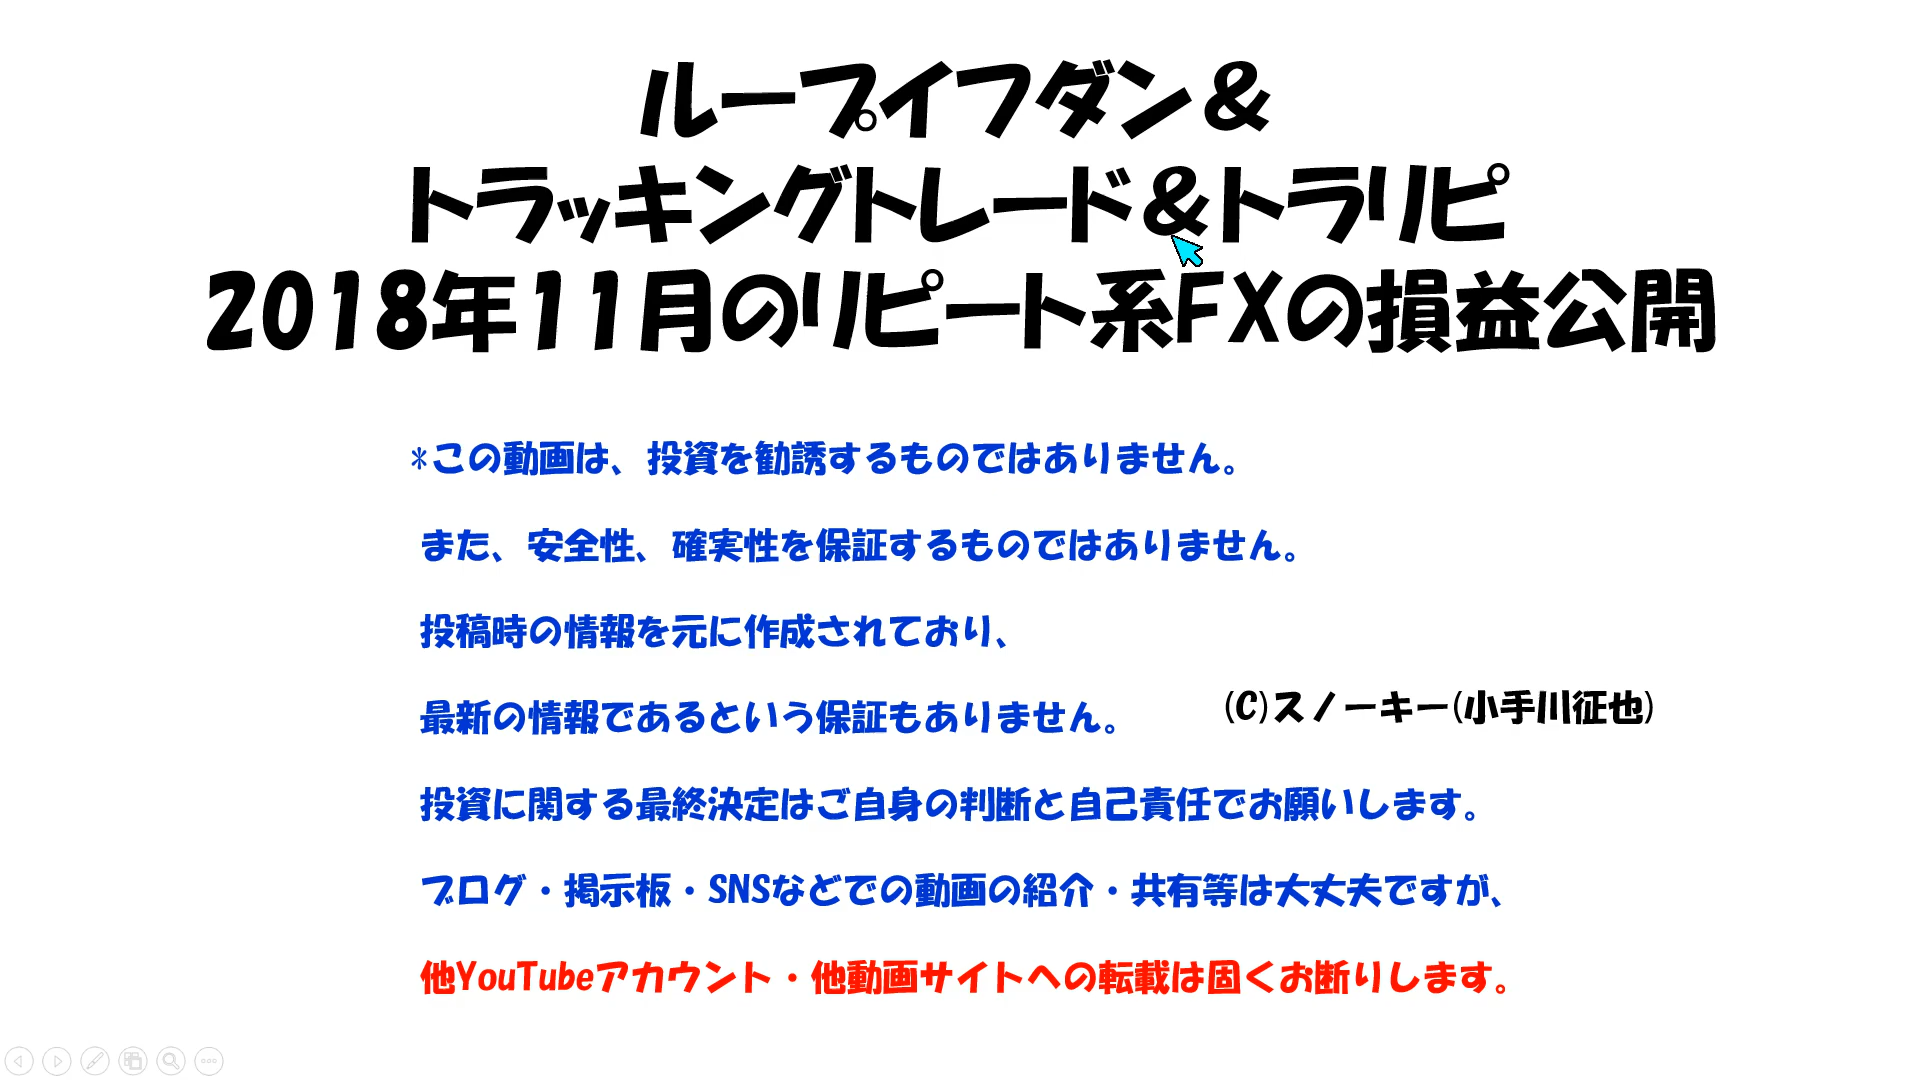 ループイフダン＆
トラッキングトレード＆トラリピ
2018年11月のリピート系FXの損益公開
*この動画は、投資を勧誘するものではありません。
また、安全性、確実性を保証するものではありません。
投稿時の情報を元に作成されており、
最新の情報であるという保証もありません。
(C)スノーキー(小手川征也)
投資に関する最終決定はご自身の判断と自己責任でお願いします。
ブログ・掲示板・SNSなどでの動画の紹介・共有等は大丈夫ですが、
他YouTubeアカウント・他動画サイトへの転載は固くお断りします。